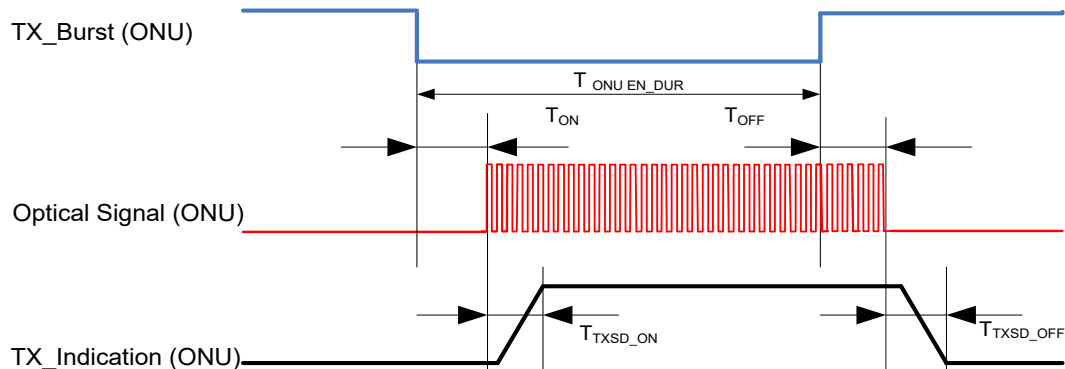 TX_Burst (ONU)
T ONU EN_DUR
TON
TOFF
Optical Signal (ONU)
TTXSD_ON
TTXSD_OFF
TX_Indication (ONU)